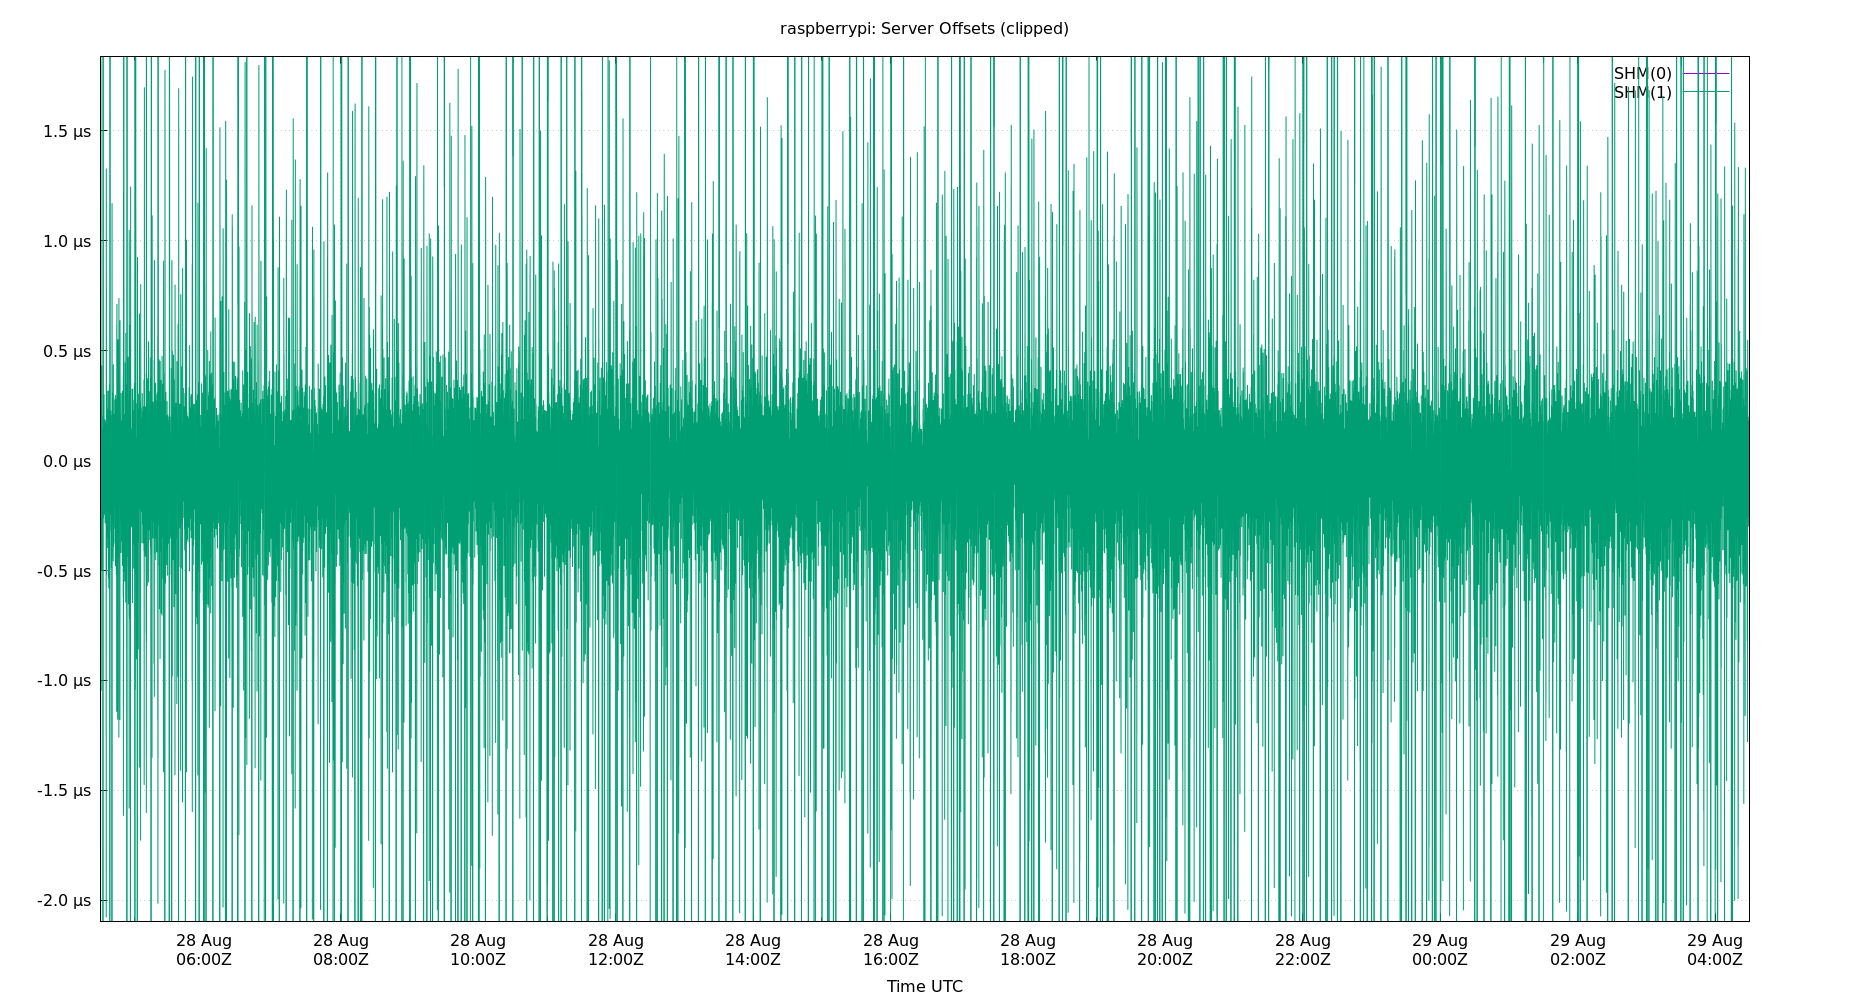 raspberrypi: Server Offsets (clipped)
SHM(0)
SHM(1)
1.5 µs
1.0 µs
0.5 µs
0.0 µs
-0.5 µs
-1.0 µs
-1.5 µs
-2.0 µs
28 Aug 28 Aug 28 Aug 28 Aug 28 Aug 28 Aug 28 Aug 28 Aug 28 Aug 29 Aug 29 Aug 29 Aug
06:00Z 08:00Z 10:00Z 12:00Z 14:00Z 16:00Z 18:00Z 20:00Z 22:00Z 00:00Z 02:00Z 04:00Z
Time UTC